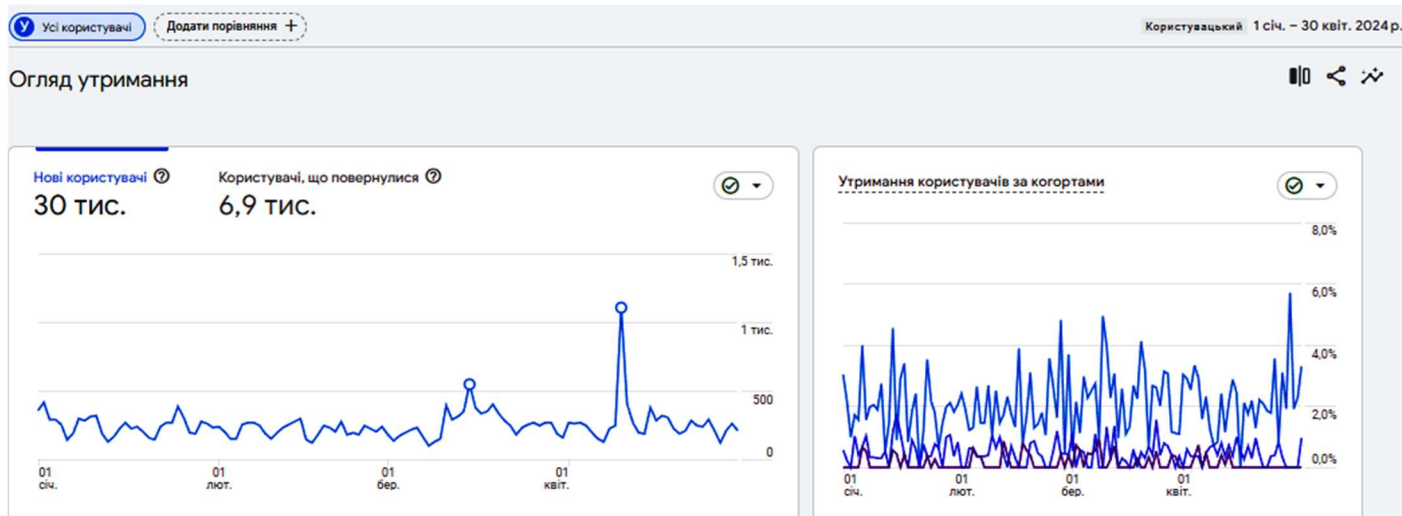 У Усі користувачі
Додати порівняння +
Користувацький 1 січ. – 30 квіт. 2024 р.
Огляд утримання
Нові користувачі
30 тис.
Користувачі, що повернулися
6,9 тис.
1,5 тис.
1 тис.
500
0
01
січ.
01
лют.
01
бер.
01
квіт.
Утримання користувачів за когортами
8,0%
6,0%
4,0%
2,0%
0,0%
01
січ.
01
лют.
01
бер.
01
квіт.